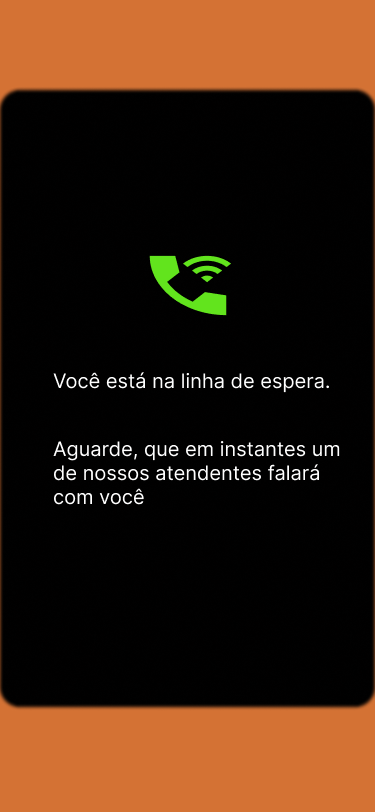 Você está na linha de espera.
Aguarde, que em instantes um
de nossos atendentes falará
com você